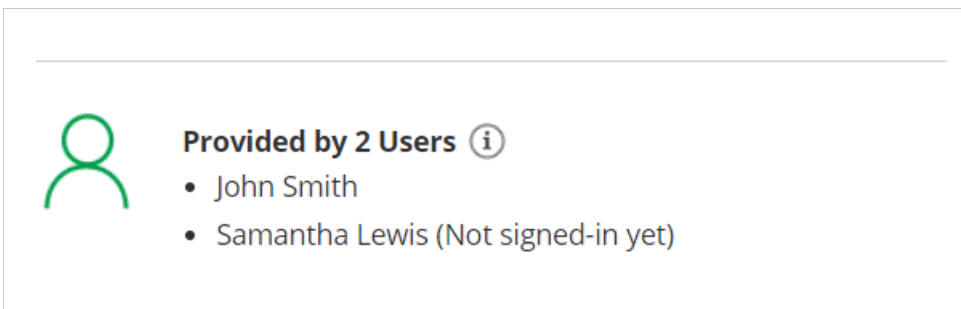 Provided by 2 Users i
• John Smith
• Samantha Lewis (Not signed-in yet)